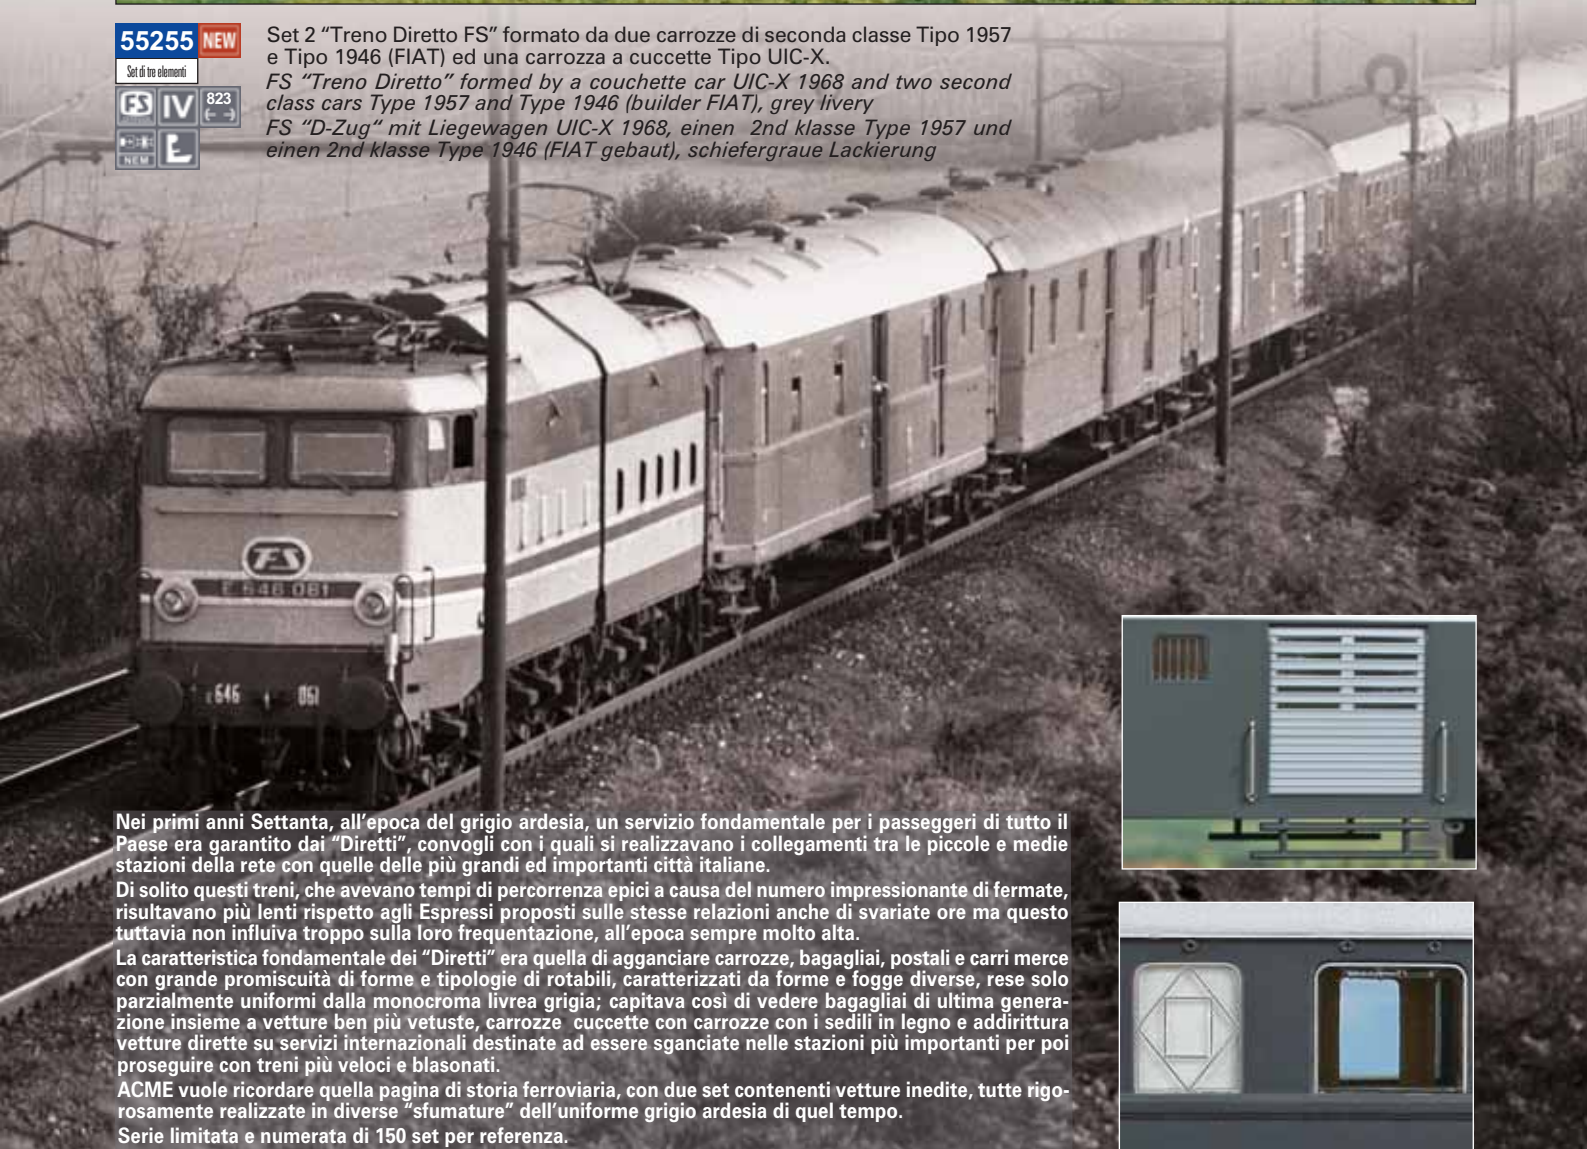 55255 NEW
Set di tre elementi
FS IV 823
NEM
Set 2 “Treno Diretto FS” formato da due carrozze di seconda classe Tipo 1957
e Tipo 1946 (FIAT) ed una carrozza a cuccette Tipo UIC-X.
FS “Treno Diretto” formed by a couchette car UIC-X 1968 and two second
class cars Type 1957 and Type 1946 (builder FIAT), grey livery
FS “D-Zug“ mit Liegewagen UIC-X 1968, einen 2nd klasse Type 1957 und
einen 2nd klasse Type 1946 (FIAT gebaut), schiefergraue Lackierung
FS
E 646 061
E 646 061
Nei primi anni Settanta, all’epoca del grigio ardesia, un servizio fondamentale per i passeggeri di tutto il
Paese era garantito dai “Diretti”, convogli con i quali si realizzavano i collegamenti tra le piccole e medie
stazioni della rete con quelle delle più grandi ed importanti città italiane.
Di solito questi treni, che avevano tempi di percorrenza epici a causa del numero impressionante di fermate,
risultavano più lenti rispetto agli Espressi proposti sulle stesse relazioni anche di svariate ore ma questo
tuttavia non influiva troppo sulla loro frequentazione, all’epoca sempre molto alta.
La caratteristica fondamentale dei “Diretti” era quella di agganciare carrozze, bagagliai, postali e carri merce
con grande promiscuità di forme e tipologie di rotabili, caratterizzati da forme e fogge diverse, rese solo
parzialmente uniformi dalla monocroma livrea grigia; capitava così di vedere bagagliai di ultima genera-
zione insieme a vetture ben più vetuste, carrozze cuccette con carrozze con i sedili in legno e addirittura
vetture dirette su servizi internazionali destinate ad essere sganciate nelle stazioni più importanti per poi
proseguire con treni più veloci e blasonati.
ACME vuole ricordare quella pagina di storia ferroviaria, con due set contenenti vetture inedite, tutte rigo-
rosamente realizzate in diverse “sfumature” dell’uniforme grigio ardesia di quel tempo.
Serie limitata e numerata di 150 set per referenza.